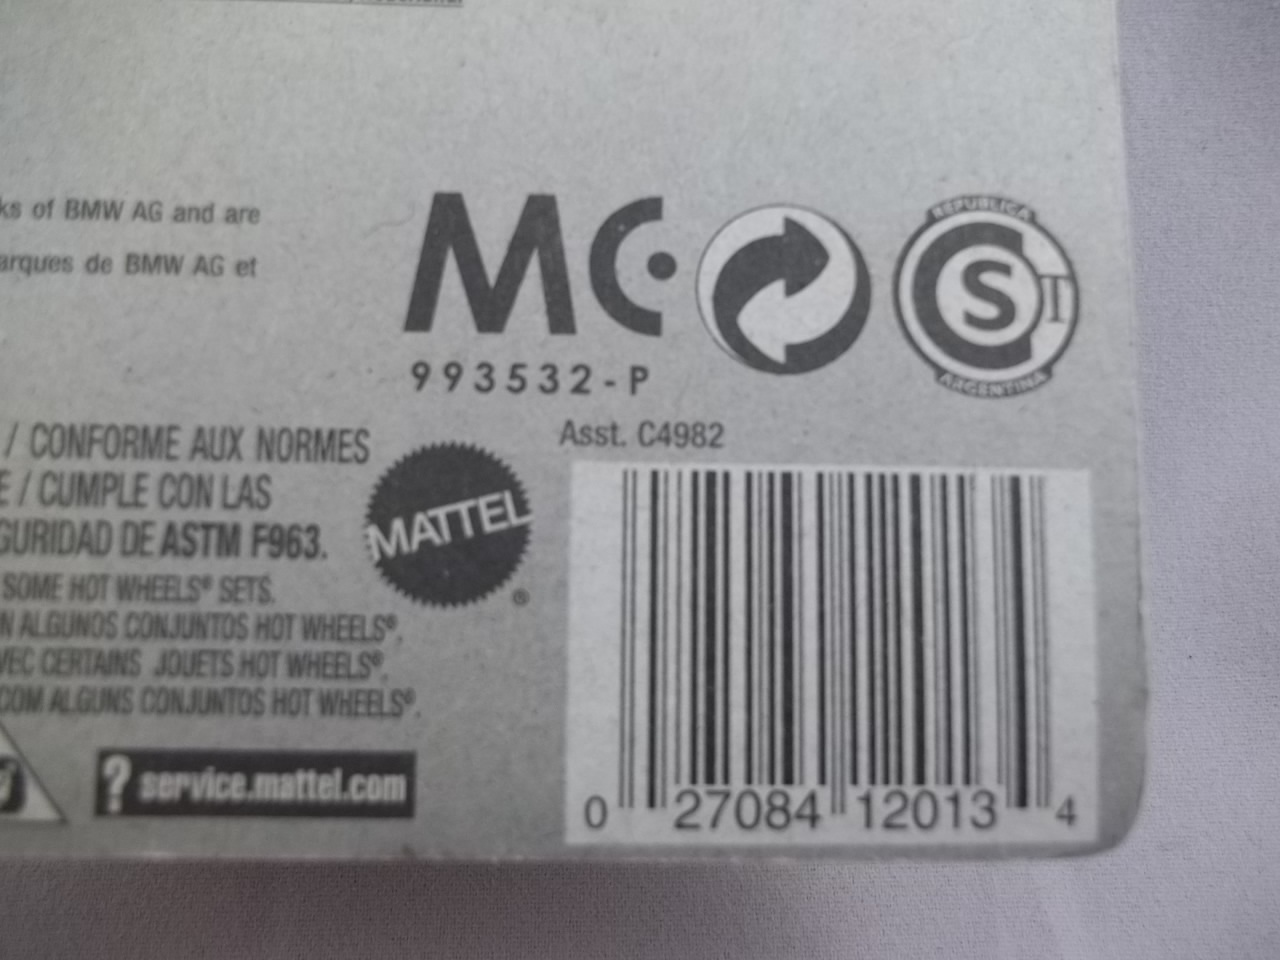 ks of BMW AG and are
arques de BMW AG et
MC
993532-P
REPUBLICA
S
T
ARGENTINA
Asst. C4982
/ CONFORME AUX NORMES
E / CUMPLE CON LAS
GURIDAD DE ASTM F963.
MATTEL
®
SOME HOT WHEELS® SETS.
N ALGUNOS CONJUNTOS HOT WHEELS®.
VEC CERTAINS JOUETS HOT WHEELS®.
COM ALGUNS CONJUNTOS HOT WHEELS®.
? service.mattel.com
0 27084 12013 4